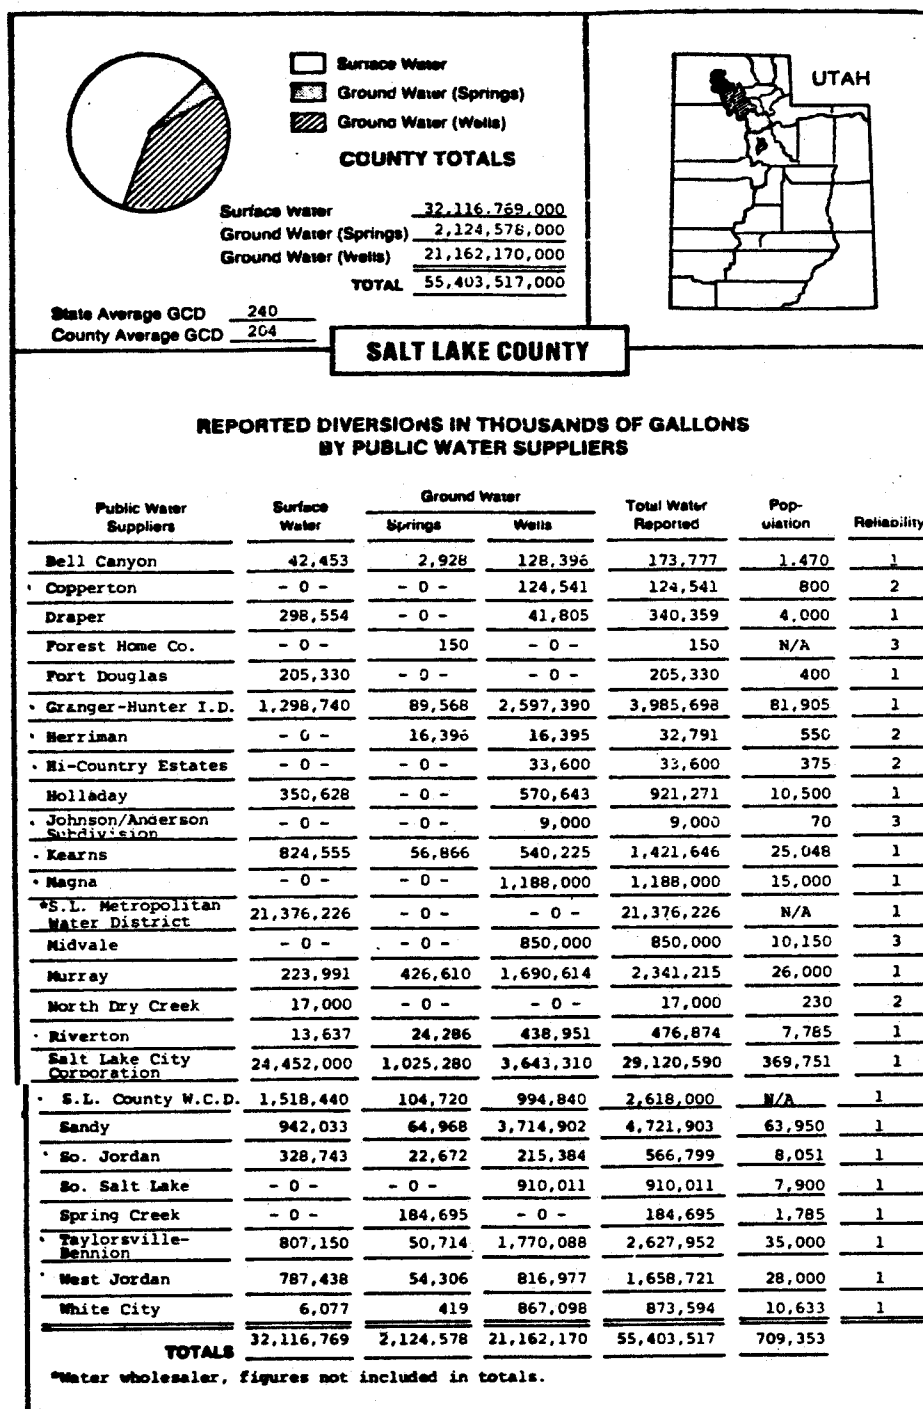 Surface Water
Ground Water (Springs)
Ground Water (Wells)
COUNTY TOTALS
Surface Water 32,116,769,000
Ground Water (Springs) 2,124,578,000
Ground Water (Wells) 21,162,170,000
TOTAL 55,403,517,000
State Average GCD 240
County Average GCD 204
UTAH
SALT LAKE COUNTY
REPORTED DIVERSIONS IN THOUSANDS OF GALLONS
BY PUBLIC WATER SUPPLIERS
Public Water Suppliers Surface Water Ground Water Springs Wells Total Water Reported Pop-ulation Reliability
Bell Canyon 42,453 2,928 128,396 173,777 1,470 1
Copperton - 0 - - 0 - 124,541 124,541 800 2
Draper 298,554 - 0 - 41,805 340,359 4,000 1
Forest Home Co. - 0 - 150 - 0 - 150 N/A 3
Fort Douglas 205,330 - 0 - - 0 - 205,330 400 1
Granger-Hunter I.D. 1,298,740 89,568 2,597,390 3,985,698 81,905 1
Herriman - 0 - 16,396 16,395 32,791 550 2
Hi-Country Estates - 0 - - 0 - 33,600 33,600 375 2
Holladay 350,628 - 0 - 570,643 921,271 10,500 1
Johnson/Anderson Subdivision - 0 - - 0 - 9,000 9,000 70 3
Kearns 824,555 56,866 540,225 1,421,646 25,048 1
Magna - 0 - - 0 - 1,188,000 1,188,000 15,000 1
*S.L. Metropolitan Water District 21,376,226 - 0 - - 0 - 21,376,226 N/A 1
Midvale - 0 - - 0 - 850,000 850,000 10,150 3
Murray 223,991 426,610 1,690,614 2,341,215 26,000 1
North Dry Creek 17,000 - 0 - - 0 - 17,000 230 2
Riverton 13,637 24,286 438,951 476,874 7,785 1
Salt Lake City Corporation 24,452,000 1,025,280 3,643,310 29,120,590 369,751 1
S.L. County W.C.D. 1,518,440 104,720 994,840 2,618,000 N/A 1
Sandy 942,033 64,968 3,714,902 4,721,903 63,950 1
So. Jordan 328,743 22,672 215,384 566,799 8,051 1
So. Salt Lake - 0 - - 0 - 910,011 910,011 7,900 1
Spring Creek - 0 - 184,695 - 0 - 184,695 1,785 1
Taylorsville-Bennion 807,150 50,714 1,770,088 2,627,952 35,000 1
West Jordan 787,438 54,306 816,977 1,658,721 28,000 1
White City 6,077 419 867,098 873,594 10,633 1
TOTALS 32,116,769 2,124,578 21,162,170 55,403,517 709,353
*Water wholesaler, figures not included in totals.